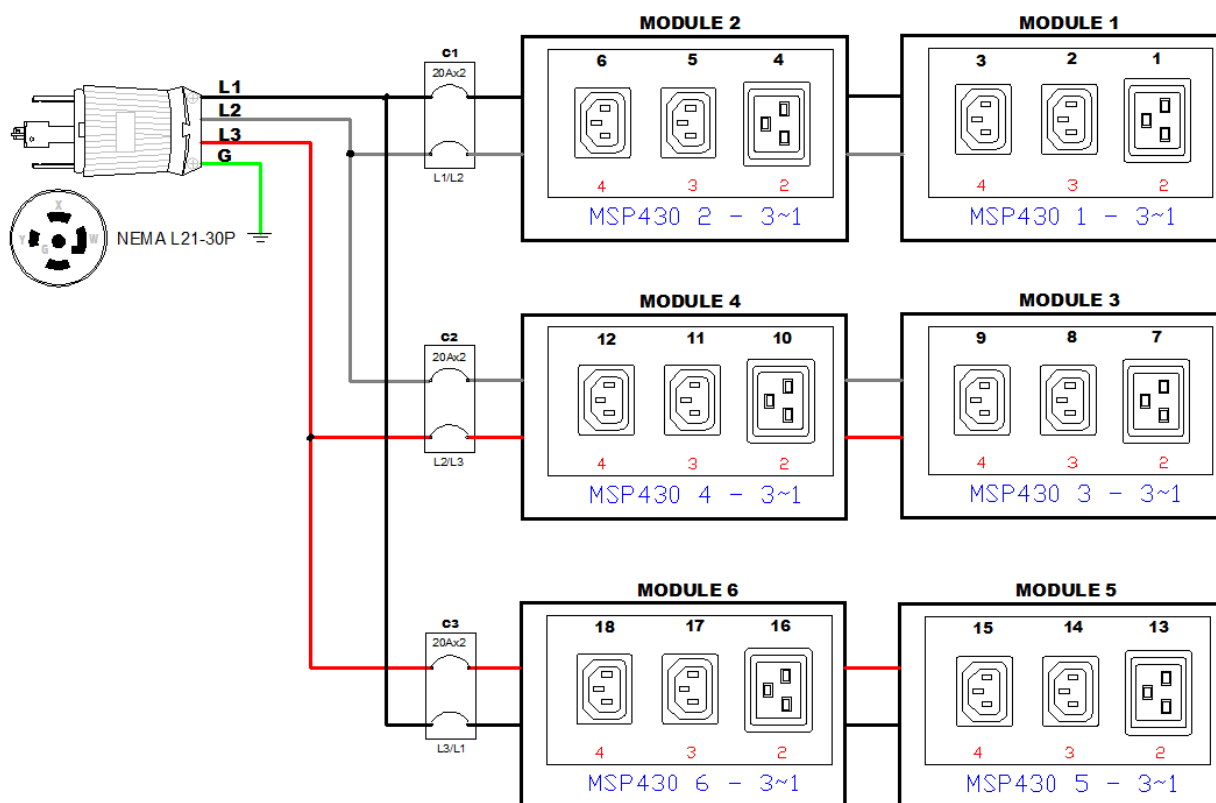 MODULE 2
MODULE 1
C1
20Ax2
6 5 4
3 2 1
L1
L2
L3
G
L1/L2
4 3 2
4 3 2
MSP430 2 - 3~1
MSP430 1 - 3~1
X
Y
W
G
NEMA L21-30P
MODULE 4
MODULE 3
C2
20Ax2
12 11 10
9 8 7
L2/L3
4 3 2
4 3 2
MSP430 4 - 3~1
MSP430 3 - 3~1
MODULE 6
MODULE 5
C3
20Ax2
18 17 16
15 14 13
L3/L1
4 3 2
4 3 2
MSP430 6 - 3~1
MSP430 5 - 3~1